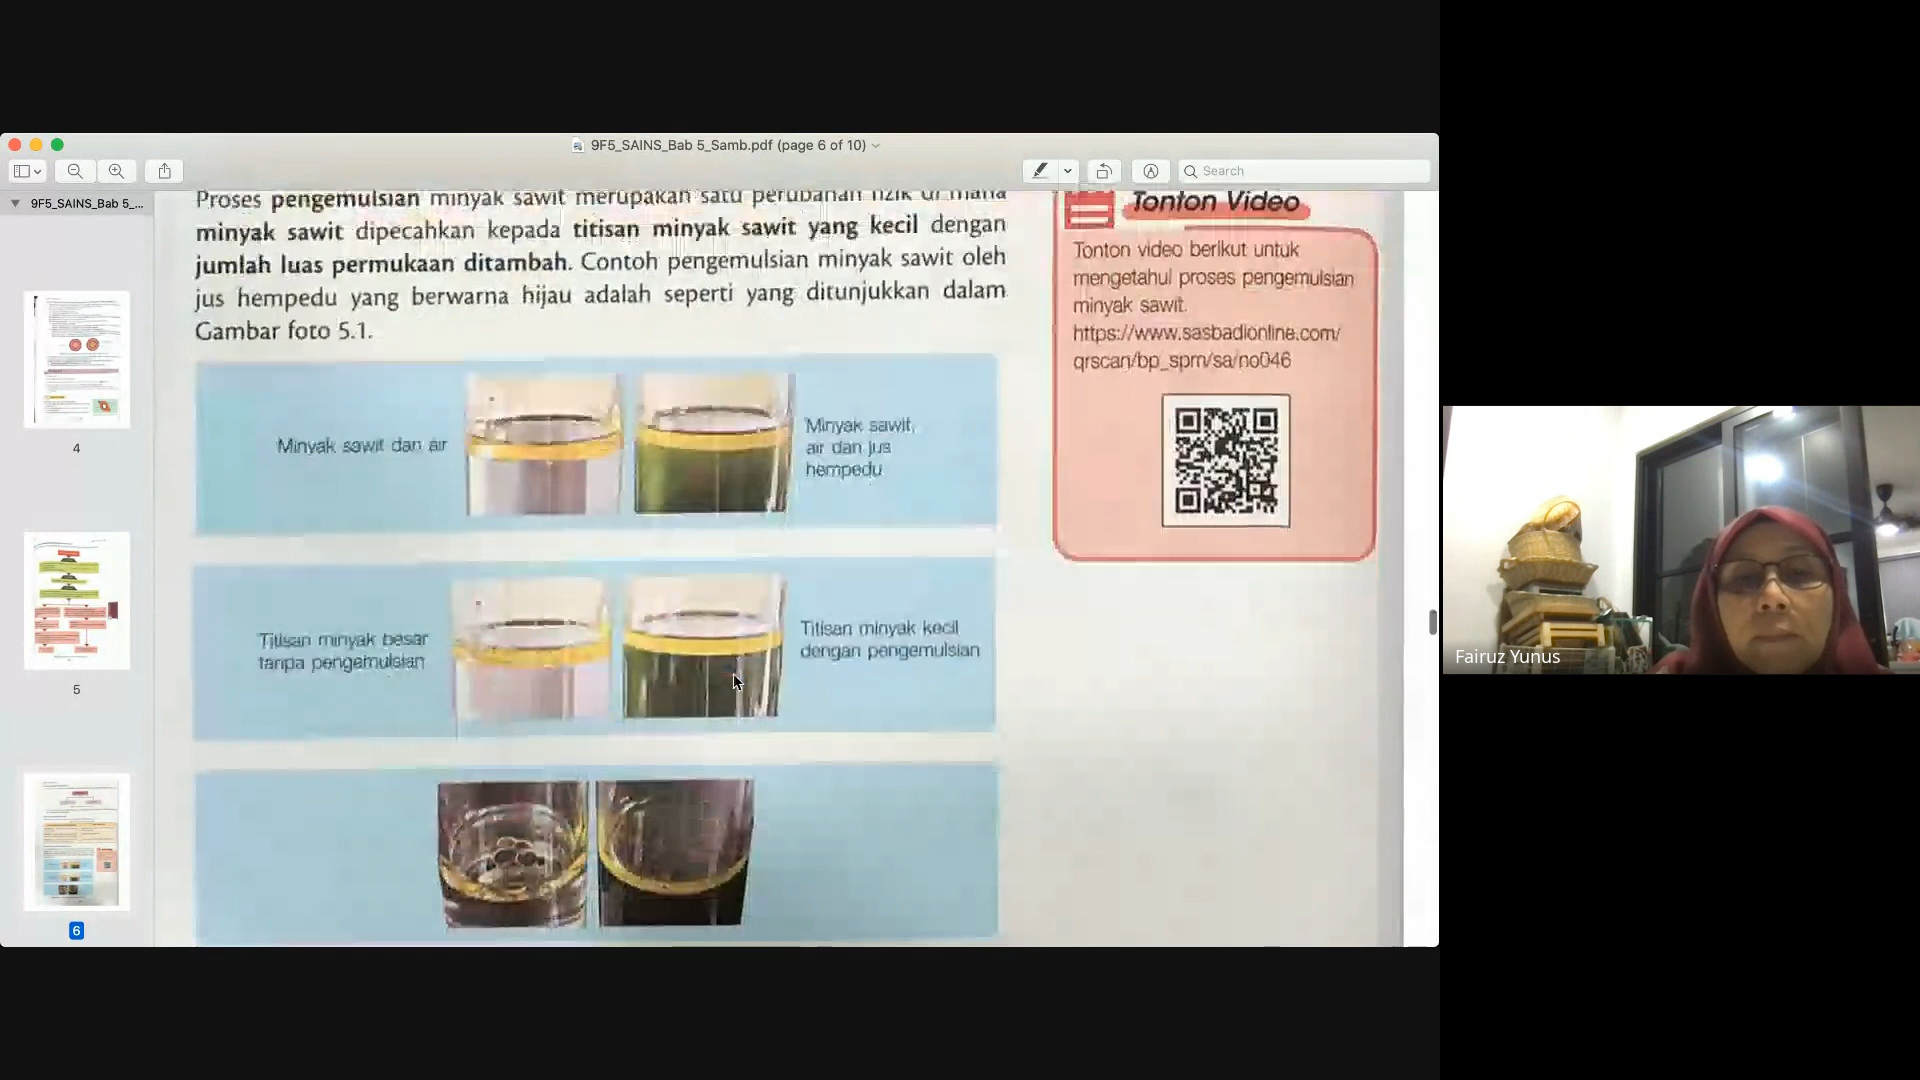 9F5_SAINS_Bab 5_Samb.pdf (page 6 of 10)
Search
9F5_SAINS_Bab 5_...
4
5
6
Proses pengemulsian minyak sawit merupakan satu perubahan fizik di mana
minyak sawit dipecahkan kepada titisan minyak sawit yang kecil dengan
jumlah luas permukaan ditambah. Contoh pengemulsian minyak sawit oleh
jus hempedu yang berwarna hijau adalah seperti yang ditunjukkan dalam
Gambar foto 5.1.
Minyak sawit dan air
Minyak sawit,
air dan jus
hempedu
Titisan minyak besar
tanpa pengemulsian
Titisan minyak kecil
dengan pengemulsian
Tonton Video
Tonton video berikut untuk
mengetahui proses pengemulsian
minyak sawit.
https://www.sasbadionline.com/
qrscan/bp_spm/sa/no046
Fairuz Yunus